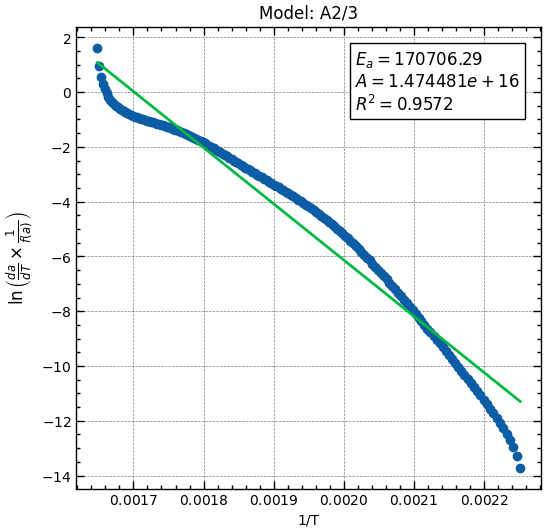 Model: A2/3
E_a = 170706.29
A = 1.474481e + 16
R^2 = 0.9572
2
0
−2
−4
−6
−8
−10
−12
−14
ln(da/dT × 1/f(a))
0.0017 0.0018 0.0019 0.0020 0.0021 0.0022
1/T